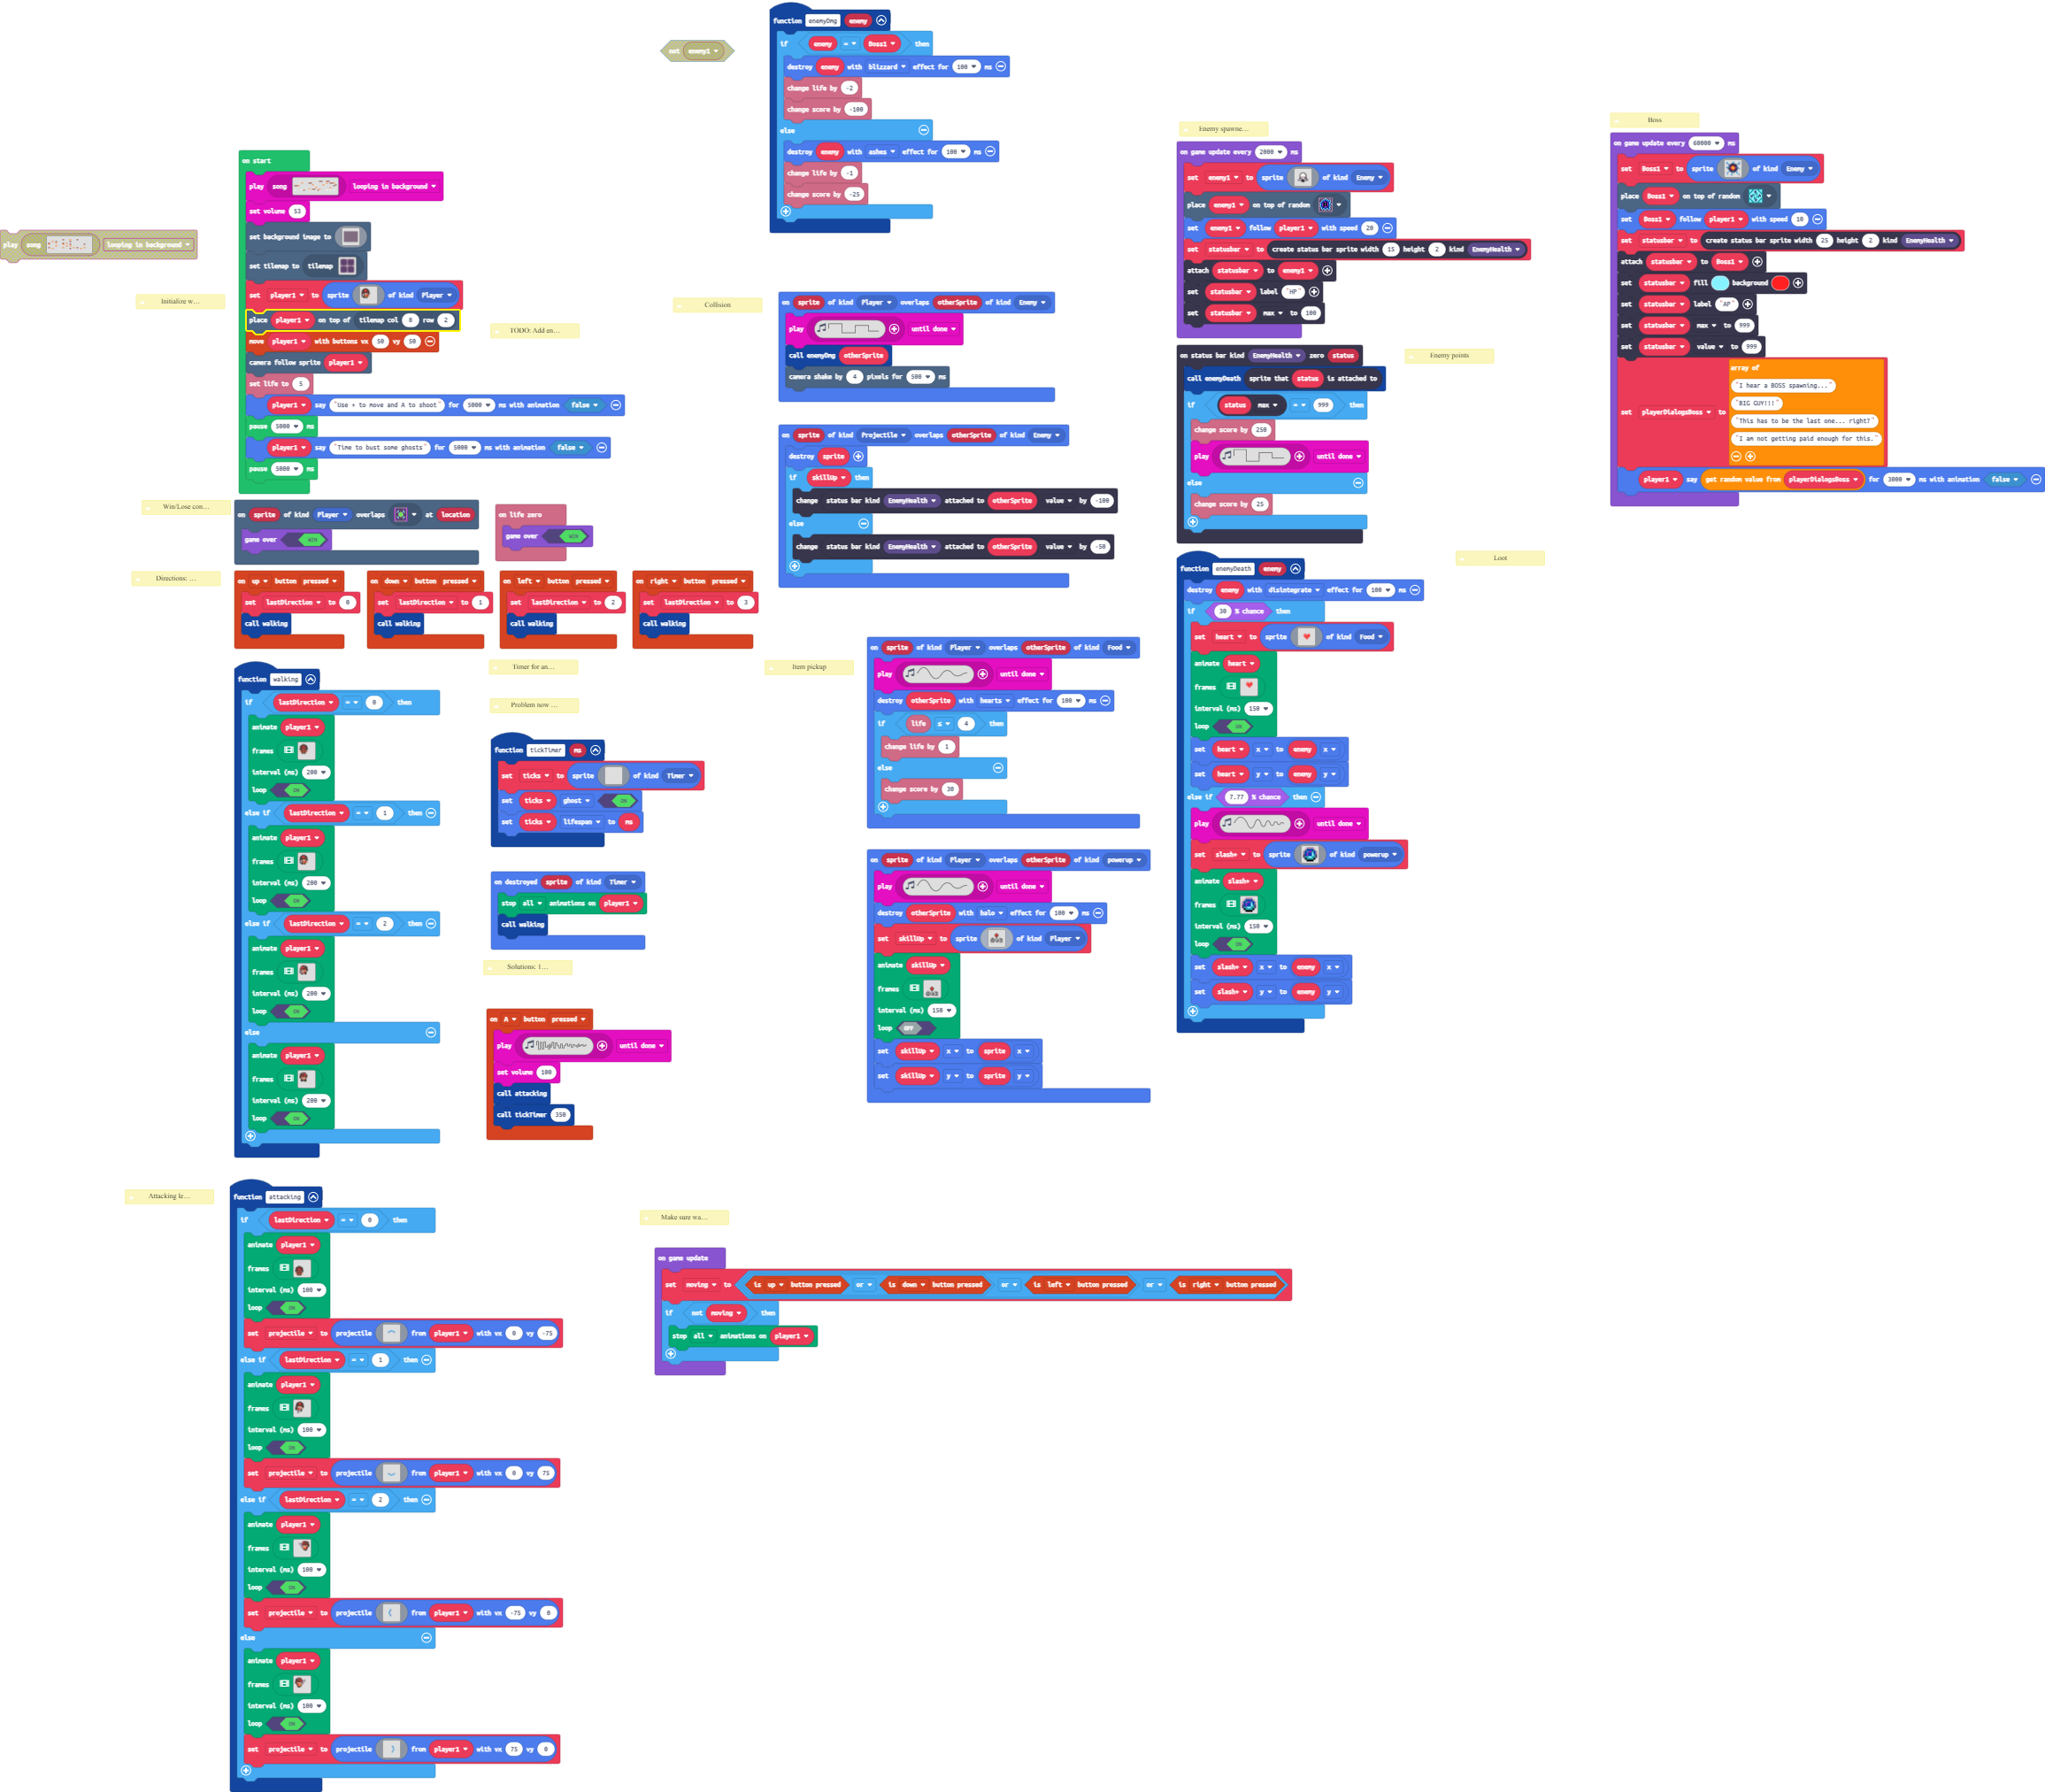 function enemyDmg enemy
if enemy = Boss1 then
destroy enemy with blizzard effect for 100 ms
change life by -2
change score by -100
else
destroy enemy with ashes effect for 100 ms
change life by -1
change score by -25
not enemy1
play song looping in background
on start
play song looping in background
set volume 53
set background image to
set tilemap to tilemap
set player1 to sprite of kind Player
place player1 on top of tilemap col 8 row 2
move player1 with buttons vx 50 vy 50
camera follow sprite player1
set life to 5
player1 say "Use + to move and A to shoot" for 5000 ms with animation false
pause 5000 ms
player1 say "Time to bust some ghosts" for 5000 ms with animation false
pause 5000 ms
Initialize w...
TODO: Add en...
Win/Lose con...
on sprite of kind Player overlaps at location
game over WIN
on life zero
game over WIN
Directions: ...
on up button pressed
set lastDirection to 0
call walking
on down button pressed
set lastDirection to 1
call walking
on left button pressed
set lastDirection to 2
call walking
on right button pressed
set lastDirection to 3
call walking
function walking
if lastDirection = 0 then
animate player1
frames
interval (ms) 200
loop ON
else if lastDirection = 1 then
animate player1
frames
interval (ms) 200
loop ON
else if lastDirection = 2 then
animate player1
frames
interval (ms) 200
loop ON
else
animate player1
frames
interval (ms) 200
loop ON
Timer for an...
Problem now ...
function tickTimer ms
set ticks to sprite of kind Timer
set ticks ghost ON
set ticks lifespan to ms
on destroyed sprite of kind Timer
stop all animations on player1
call walking
Solutions: 1...
on A button pressed
play until done
set volume 100
call attacking
call tickTimer 350
Attacking le...
function attacking
if lastDirection = 0 then
animate player1
frames
interval (ms) 100
loop ON
set projectile to projectile from player1 with vx 0 vy -75
else if lastDirection = 1 then
animate player1
frames
interval (ms) 100
loop ON
set projectile to projectile from player1 with vx 0 vy 75
else if lastDirection = 2 then
animate player1
frames
interval (ms) 100
loop ON
set projectile to projectile from player1 with vx -75 vy 0
else
animate player1
frames
interval (ms) 100
loop ON
set projectile to projectile from player1 with vx 75 vy 0
Make sure wa...
on game update
set moving to is up button pressed or is down button pressed or is left button pressed or is right button pressed
if not moving then
stop all animations on player1
Collision
on sprite of kind Player overlaps otherSprite of kind Enemy
play until done
call enemyDmg otherSprite
camera shake by 4 pixels for 500 ms
on sprite of kind Projectile overlaps otherSprite of kind Enemy
destroy sprite
if skillUp then
change status bar kind EnemyHealth attached to otherSprite value by -100
else
change status bar kind EnemyHealth attached to otherSprite value by -50
Item pickup
on sprite of kind Player overlaps otherSprite of kind Food
play until done
destroy otherSprite with hearts effect for 100 ms
if life ≤ 4 then
change life by 1
else
change score by 30
on sprite of kind Player overlaps otherSprite of kind powerup
play until done
destroy otherSprite with halo effect for 100 ms
set skillUp to sprite of kind Player
animate skillUp
frames
interval (ms) 150
loop OFF
set skillUp x to sprite x
set skillUp y to sprite y
Enemy spawne...
on game update every 2000 ms
set enemy1 to sprite of kind Enemy
place enemy1 on top of random
set enemy1 follow player1 with speed 20
set statusbar to create status bar sprite width 15 height 2 kind EnemyHealth
attach statusbar to enemy1
set statusbar label "HP"
set statusbar max to 100
Enemy points
on status bar kind EnemyHealth zero status
call enemyDeath sprite that status is attached to
if status max = 999 then
change score by 250
play until done
else
change score by 25
Loot
function enemyDeath enemy
destroy enemy with disintegrate effect for 100 ms
if 30 % chance then
set heart to sprite of kind Food
animate heart
frames
interval (ms) 150
loop ON
set heart x to enemy x
set heart y to enemy y
else if 7.77 % chance then
play until done
set slash+ to sprite of kind powerup
animate slash+
frames
interval (ms) 150
loop ON
set slash+ x to enemy x
set slash+ y to enemy y
Boss
on game update every 60000 ms
set Boss1 to sprite of kind Enemy
place Boss1 on top of random
set Boss1 follow player1 with speed 10
set statusbar to create status bar sprite width 25 height 2 kind EnemyHealth
attach statusbar to Boss1
set statusbar fill background
set statusbar label "AP"
set statusbar max to 999
set statusbar value to 999
set playerDialogsBoss to array of
"I hear a BOSS spawning..."
"BIG GUY!!!"
"This has to be the last one... right?"
"I am not getting paid enough for this."
player1 say get random value from playerDialogsBoss for 3000 ms with animation false